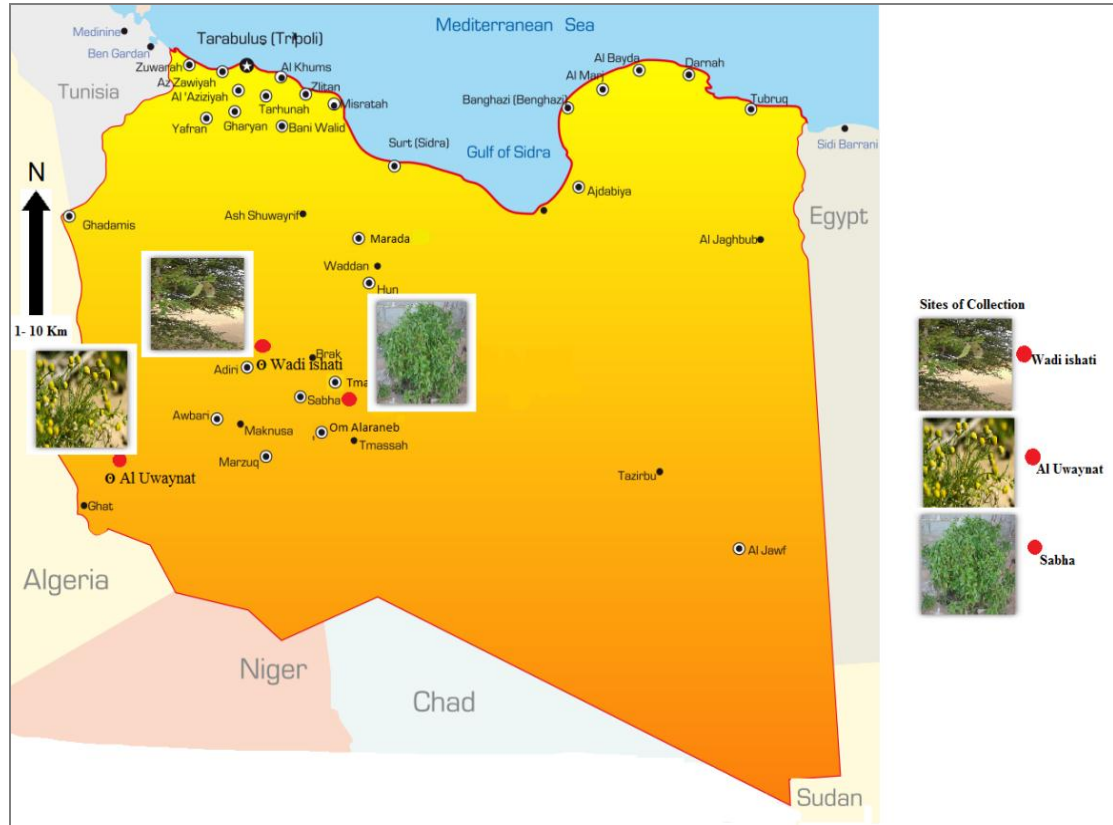 Mediterranean Sea
Medinine
Ben Gardan
Tarabulus (Tripoli)
Zuwarah
Az Zawiyah
Al Khums
Tunisia
Al 'Aziziyah
Zlitan
Tarhunah
Misratah
Yafran
Gharyan
Bani Walid
Al Bayda
Darnah
Al Marj
Banghazi (Benghazi)
Tubruq
Surt (Sidra)
Gulf of Sidra
Sidi Barrani
N
Ajdabiya
Ghadamis
Ash Shuwayrif
Egypt
Marada
Al Jaghbub
Waddan
Hun
1- 10 Km
Brak
Adiri
Wadi ishati
Sabha
Awbari
Maknusa
Om Alaraneb
Tmassah
Marzuq
Al Uwaynat
Tazirbu
Ghat
Al Jawf
Algeria
Niger
Chad
Sudan
Sites of Collection
Wadi ishati
Al Uwaynat
Sabha